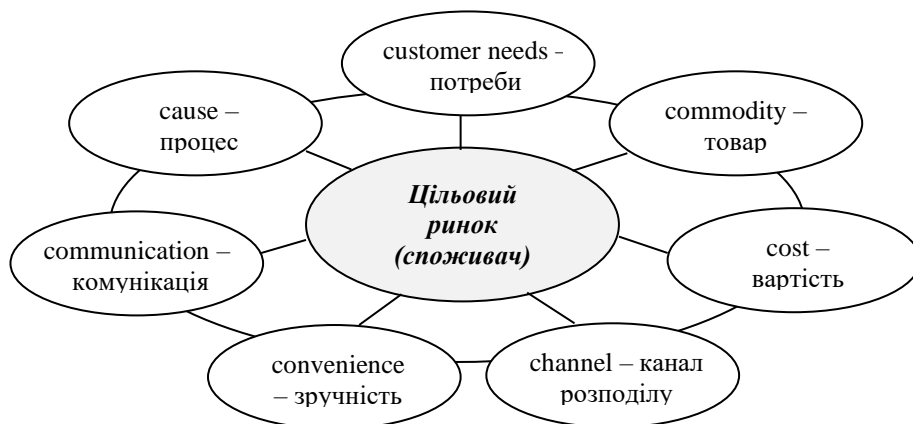 customer needs -
потреби
cause –
процес
commodity –
товар
Цільовий
ринок
(споживач)
communication –
комунікація
cost –
вартість
convenience
– зручність
channel – канал
розподілу